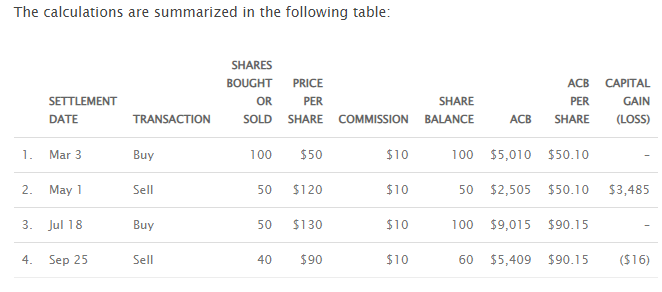 The calculations are summarized in the following table:
SHARES
BOUGHT PRICE ACB CAPITAL
SETTLEMENT OR PER SHARE PER GAIN
DATE TRANSACTION SOLD SHARE COMMISSION BALANCE ACB SHARE (LOSS)
1. Mar 3 Buy 100 $50 $10 100 $5,010 $50.10 -
2. May 1 Sell 50 $120 $10 50 $2,505 $50.10 $3,485
3. Jul 18 Buy 50 $130 $10 100 $9,015 $90.15 -
4. Sep 25 Sell 40 $90 $10 60 $5,409 $90.15 ($16)